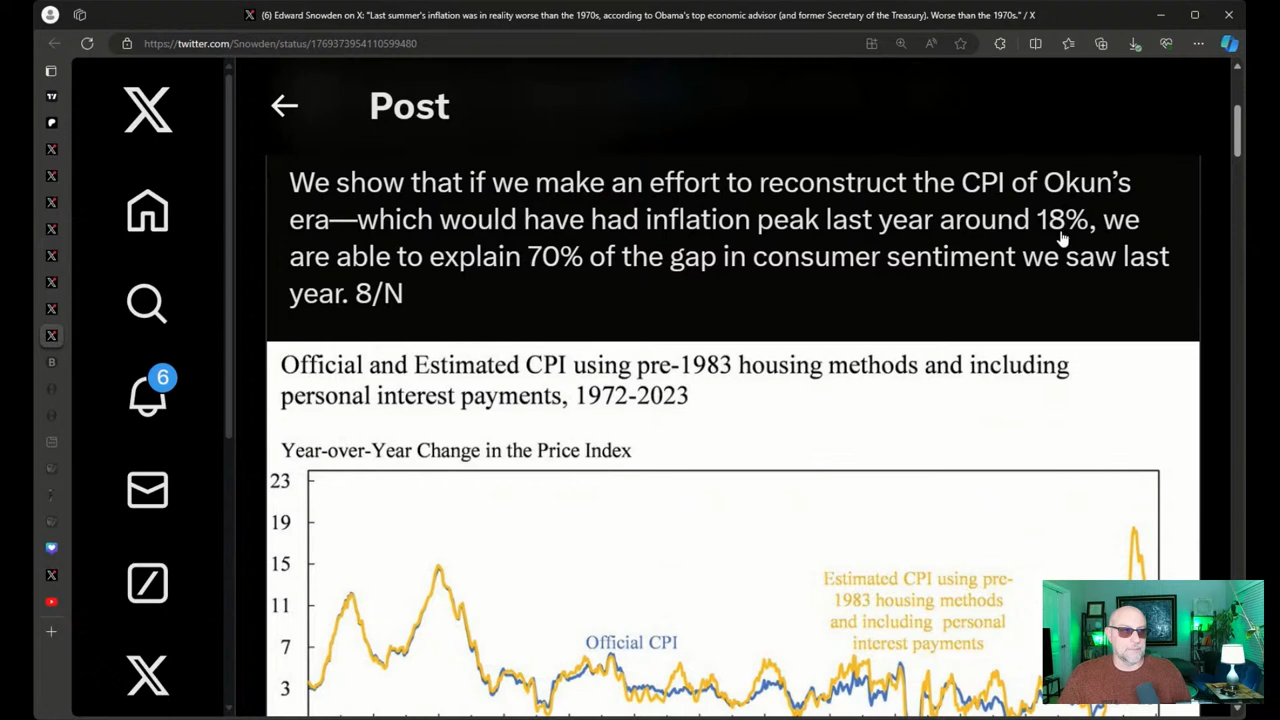 (6) Edward Snowden on X: "Last summer's inflation was in reality worse than the 1970s, according to Obama's top economic advisor (and former Secretary of the Treasury). Worse than the 1970s." / X
https://twitter.com/Snowden/status/1769373954110599480
Post
We show that if we make an effort to reconstruct the CPI of Okun's
era—which would have had inflation peak last year around 18%, we
are able to explain 70% of the gap in consumer sentiment we saw last
year. 8/N
6
Official and Estimated CPI using pre-1983 housing methods and including
personal interest payments, 1972-2023
Year-over-Year Change in the Price Index
23
19
15
11
7
3
Estimated CPI using pre-
1983 housing methods
and including personal
interest payments
Official CPI